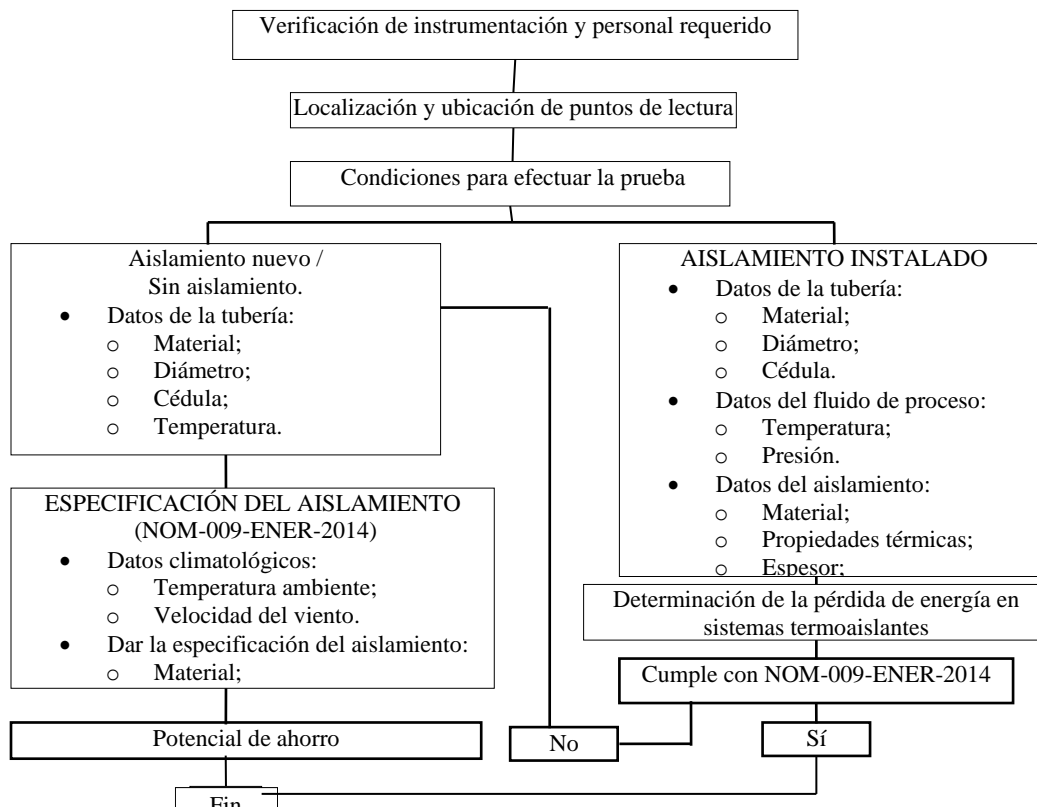 Verificación de instrumentación y personal requerido
Localización y ubicación de puntos de lectura
Condiciones para efectuar la prueba
Aislamiento nuevo /
Sin aislamiento.
• Datos de la tubería:
o Material;
o Diámetro;
o Cédula;
o Temperatura.
ESPECIFICACIÓN DEL AISLAMIENTO
(NOM-009-ENER-2014)
• Datos climatológicos:
o Temperatura ambiente;
o Velocidad del viento.
• Dar la especificación del aislamiento:
o Material;
Potencial de ahorro
AISLAMIENTO INSTALADO
• Datos de la tubería:
o Material;
o Diámetro;
o Cédula.
• Datos del fluido de proceso:
o Temperatura;
o Presión.
• Datos del aislamiento:
o Material;
o Propiedades térmicas;
o Espesor;
Determinación de la pérdida de energía en
sistemas termoaislantes
Cumple con NOM-009-ENER-2014
No
Sí
Fin